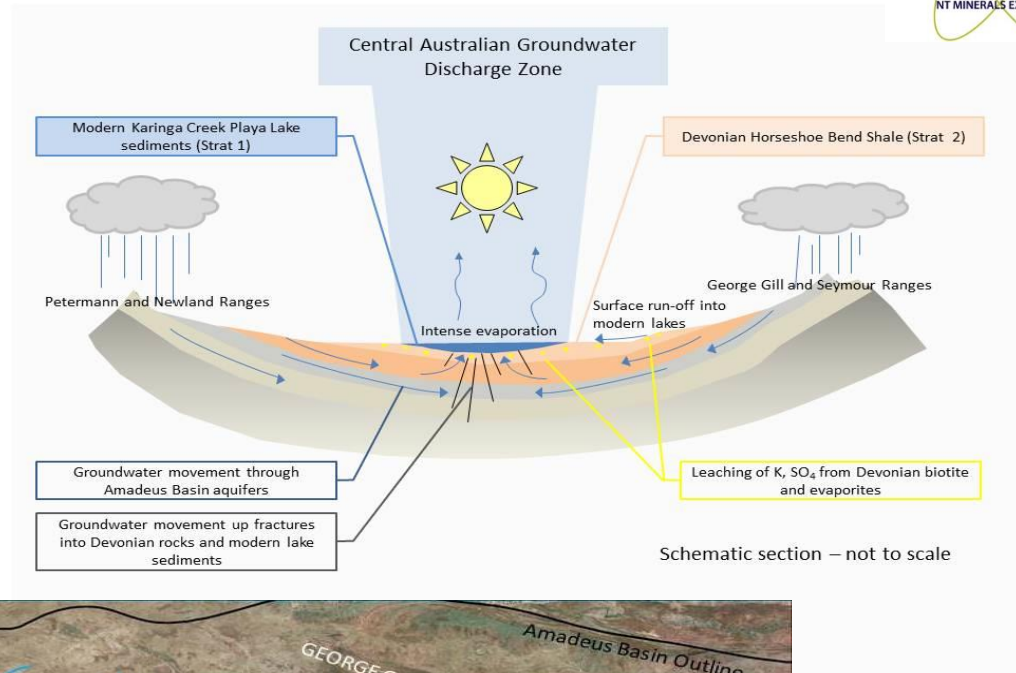 NT MINERALS
Central Australian Groundwater
Discharge Zone
Modern Karinga Creek Playa Lake
sediments (Strat 1)
Devonian Horseshoe Bend Shale (Strat 2)
Petermann and Newland Ranges
George Gill and Seymour Ranges
Surface run-off into
modern lakes
Intense evaporation
Groundwater movement through
Amadeus Basin aquifers
Groundwater movement up fractures
into Devonian rocks and modern lake
sediments
Leaching of K, SO₄ from Devonian biotite
and evaporites
Schematic section – not to scale
Amadeus Basin Outline
GEORGE